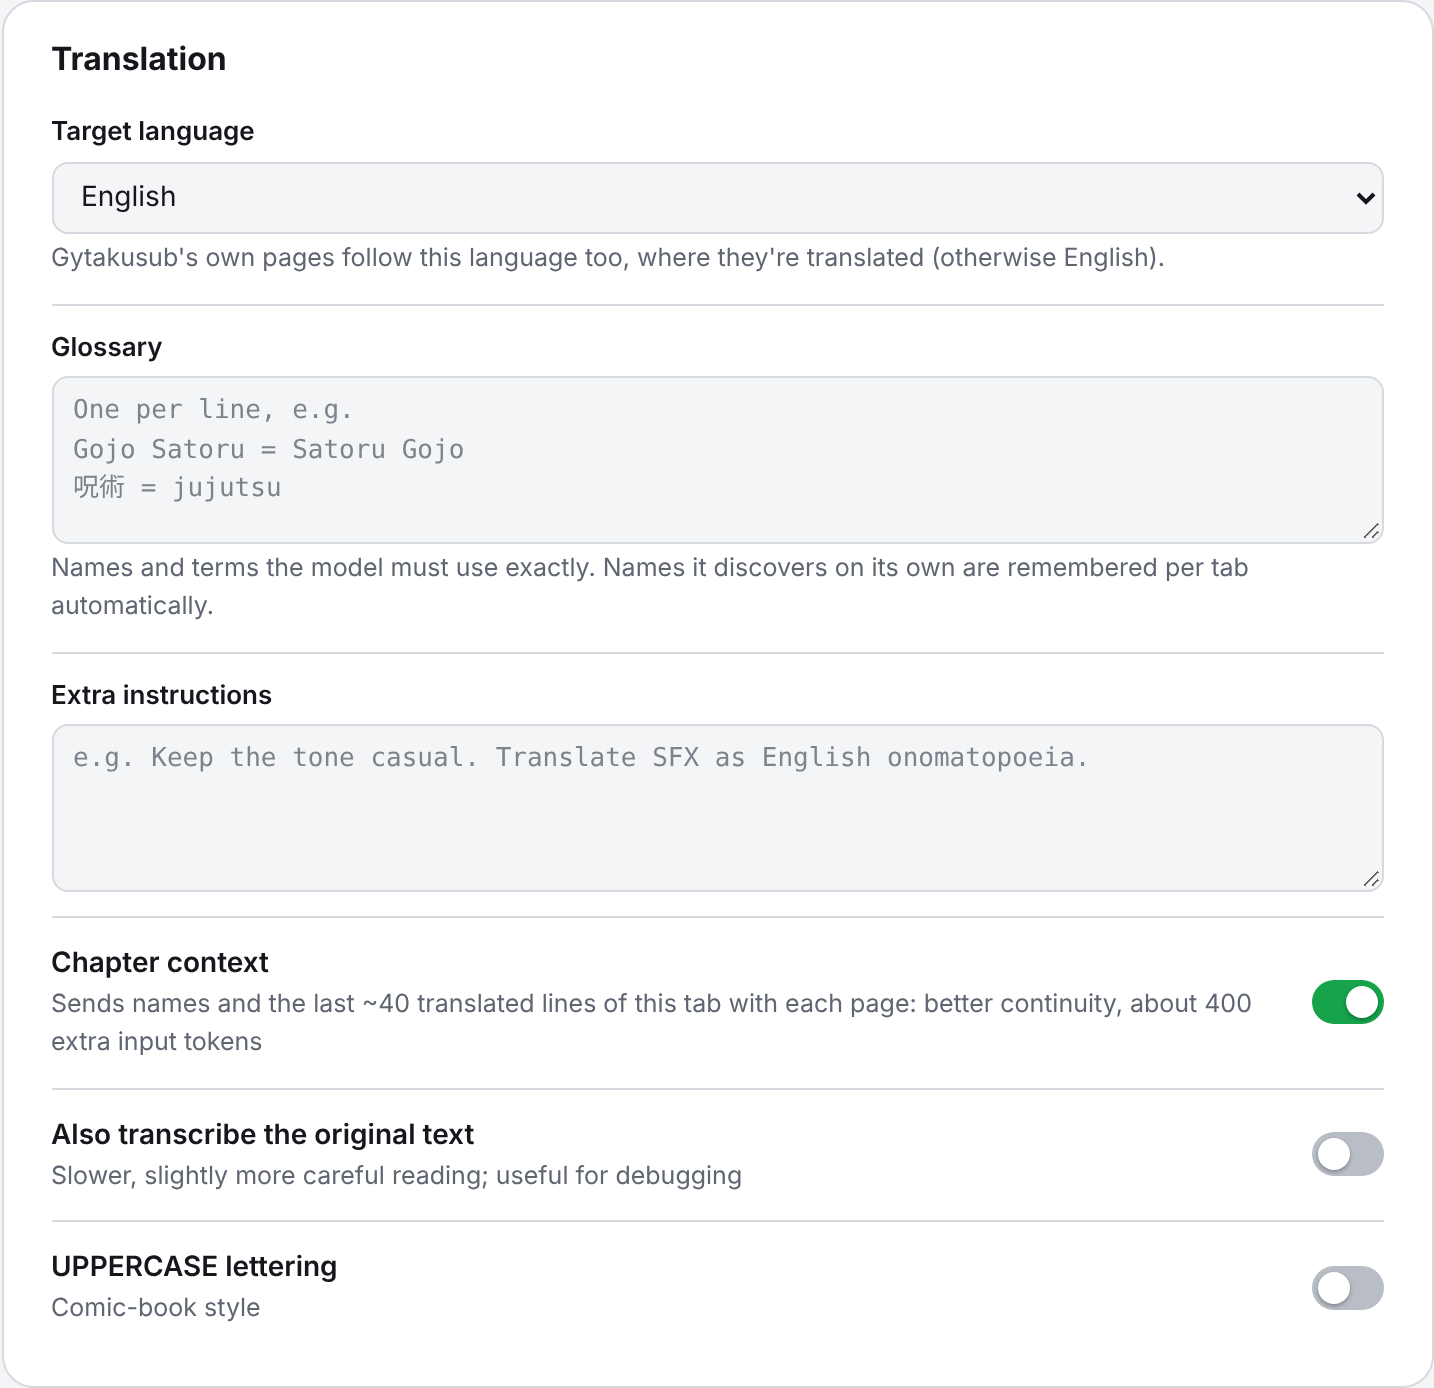 Translation
Target language
English
Gytakusub's own pages follow this language too, where they're translated (otherwise English).
Glossary
One per line, e.g.
Gojo Satoru = Satoru Gojo
呪術 = jujutsu
Names and terms the model must use exactly. Names it discovers on its own are remembered per tab
automatically.
Extra instructions
e.g. Keep the tone casual. Translate SFX as English onomatopoeia.
Chapter context
Sends names and the last ~40 translated lines of this tab with each page: better continuity, about 400
extra input tokens
Also transcribe the original text
Slower, slightly more careful reading; useful for debugging
UPPERCASE lettering
Comic-book style